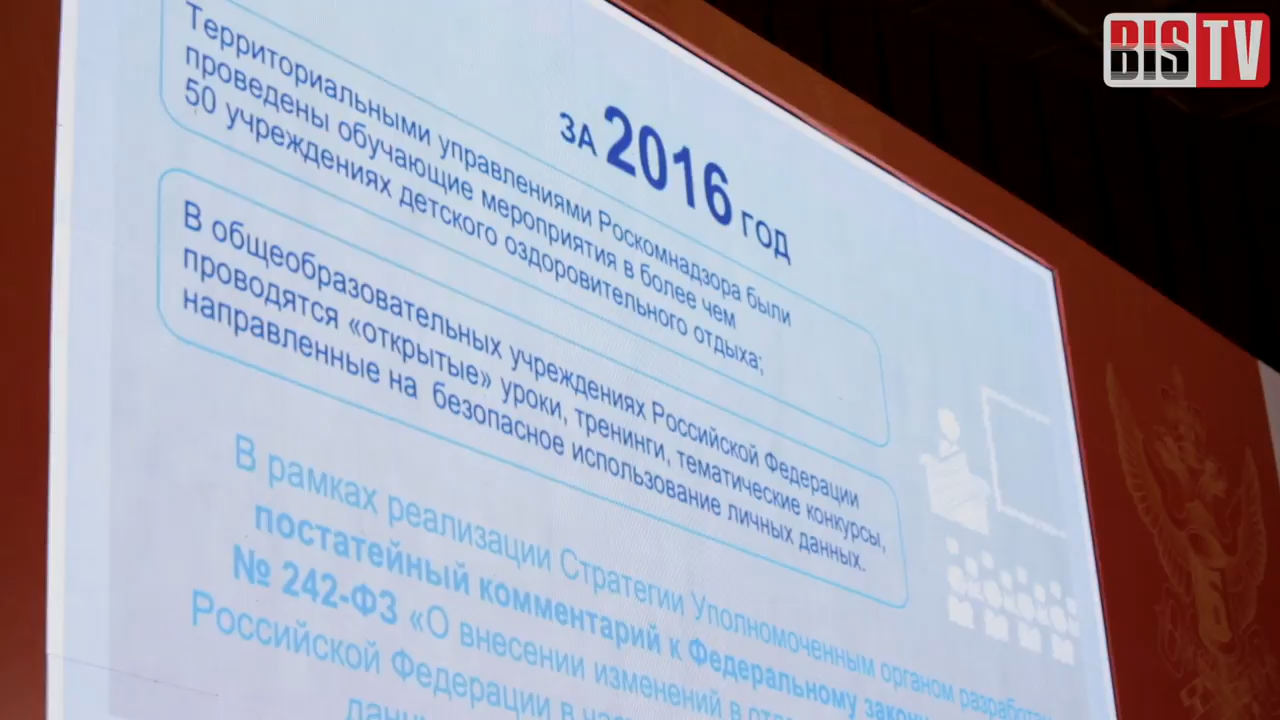 BIS TV
ЗА 2016 ГОД
Территориальными управлениями Роскомнадзора были
проведены обучающие мероприятия в более чем
50 учреждениях детского оздоровительного отдыха;
В общеобразовательных учреждениях Российской Федерации
проводятся «открытые» уроки, тренинги, тематические конкурсы,
направленные на безопасное использование личных данных.
В рамках реализации Стратегии Уполномоченным органом
постатейный комментарий к Федеральному
№ 242-ФЗ «О внесении изменений в
Российской Федерации в